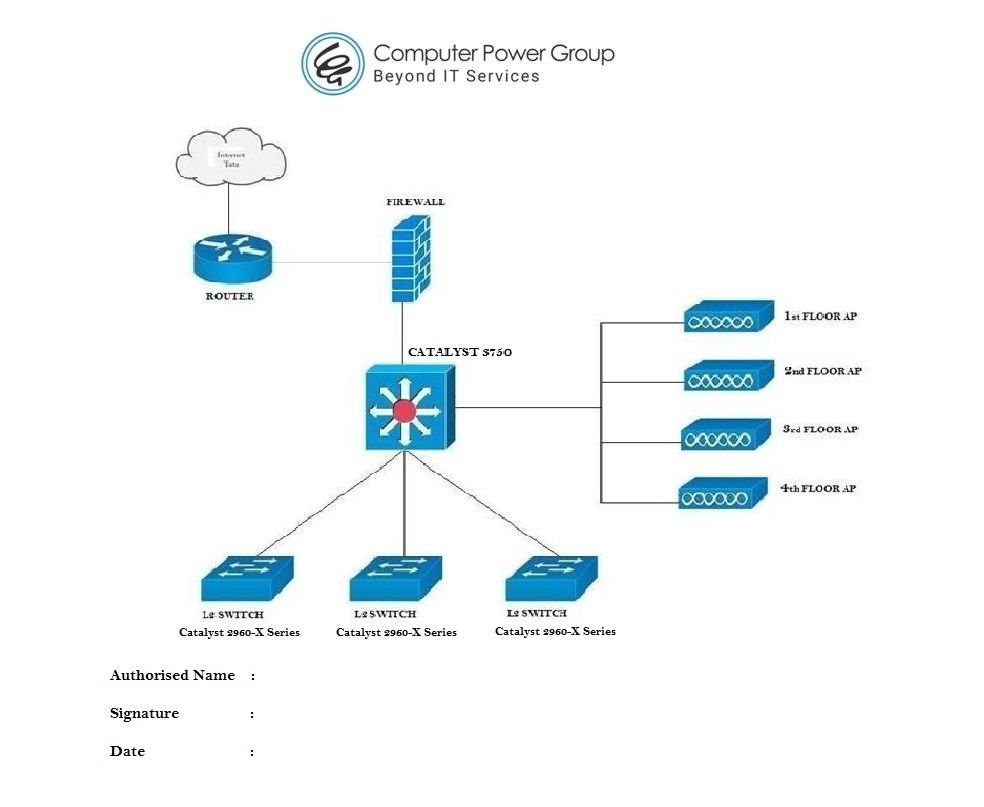 Computer Power Group
Beyond IT Services
Internet
Tata
FIREWALL
ROUTER
CATALYST 3750
1st FLOOR AP
2nd FLOOR AP
3rd FLOOR AP
4th FLOOR AP
L2 SWITCH
Catalyst 2960-X Series
L2 SWITCH
Catalyst 2960-X Series
L2 SWITCH
Catalyst 2960-X Series
Authorised Name :
Signature :
Date :